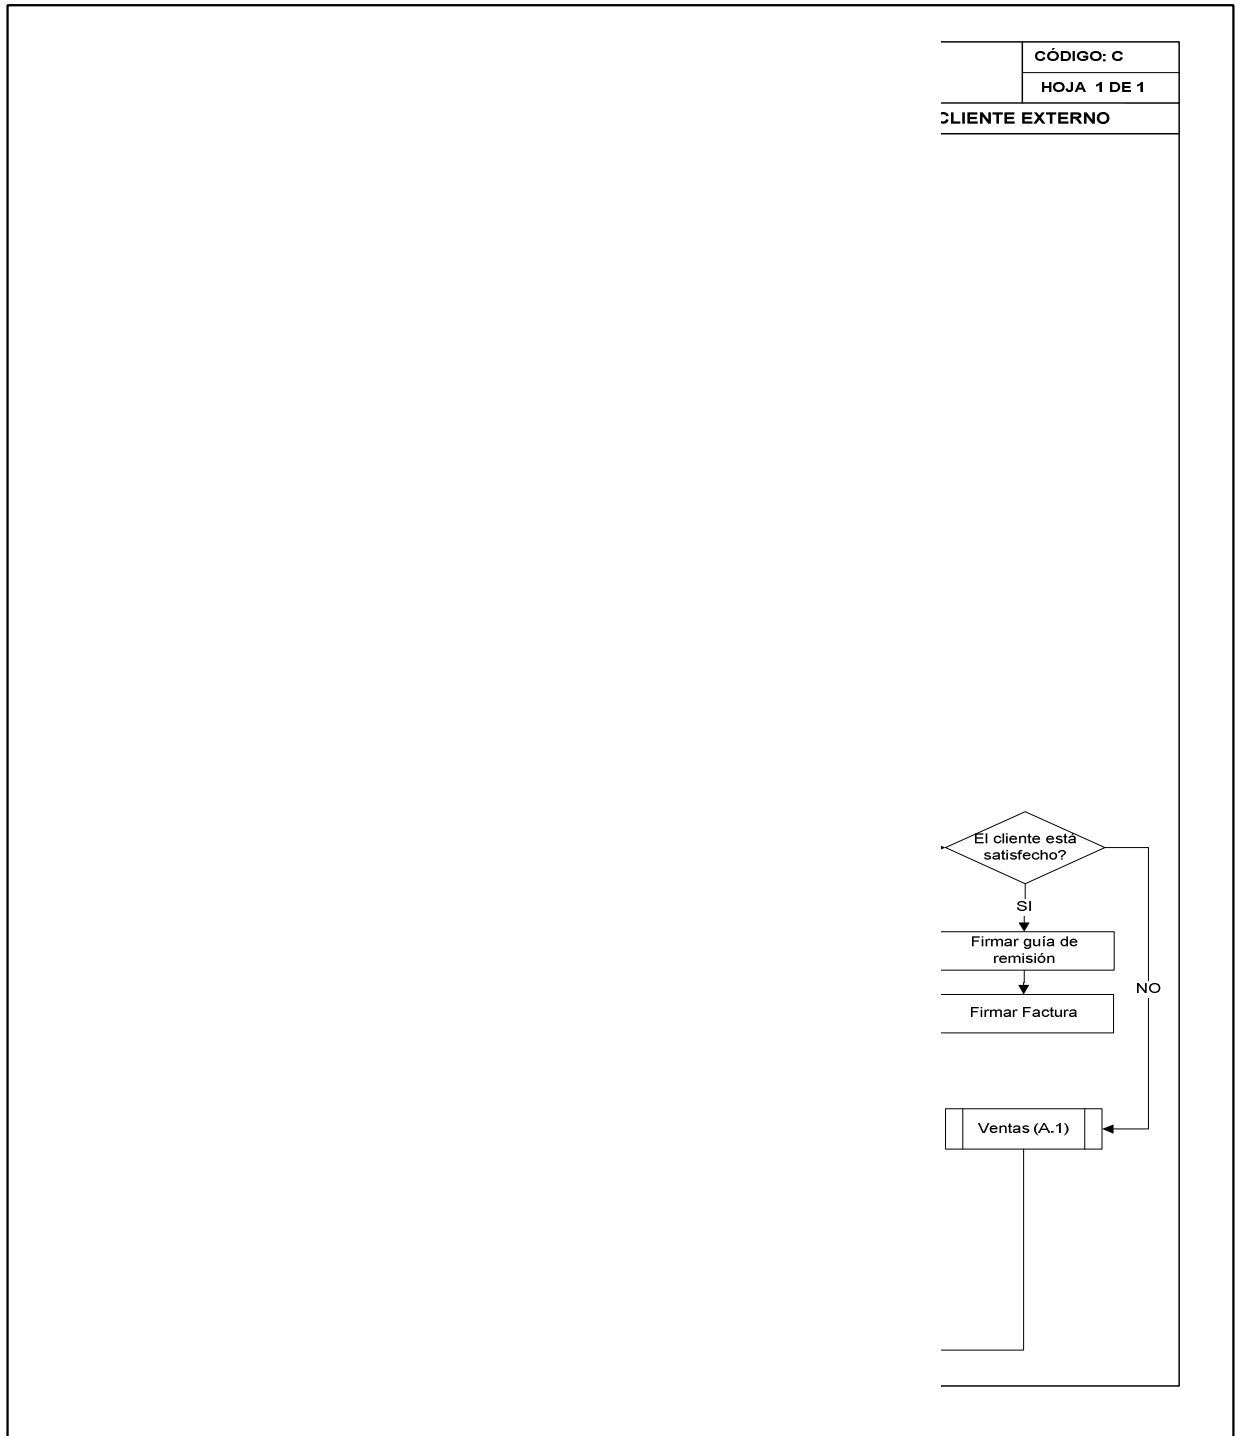 CÓDIGO: C
HOJA 1 DE 1
CLIENTE EXTERNO
El cliente está
satisfecho?
SI
Firmar guía de
remisión
NO
Firmar Factura
Ventas (A.1)